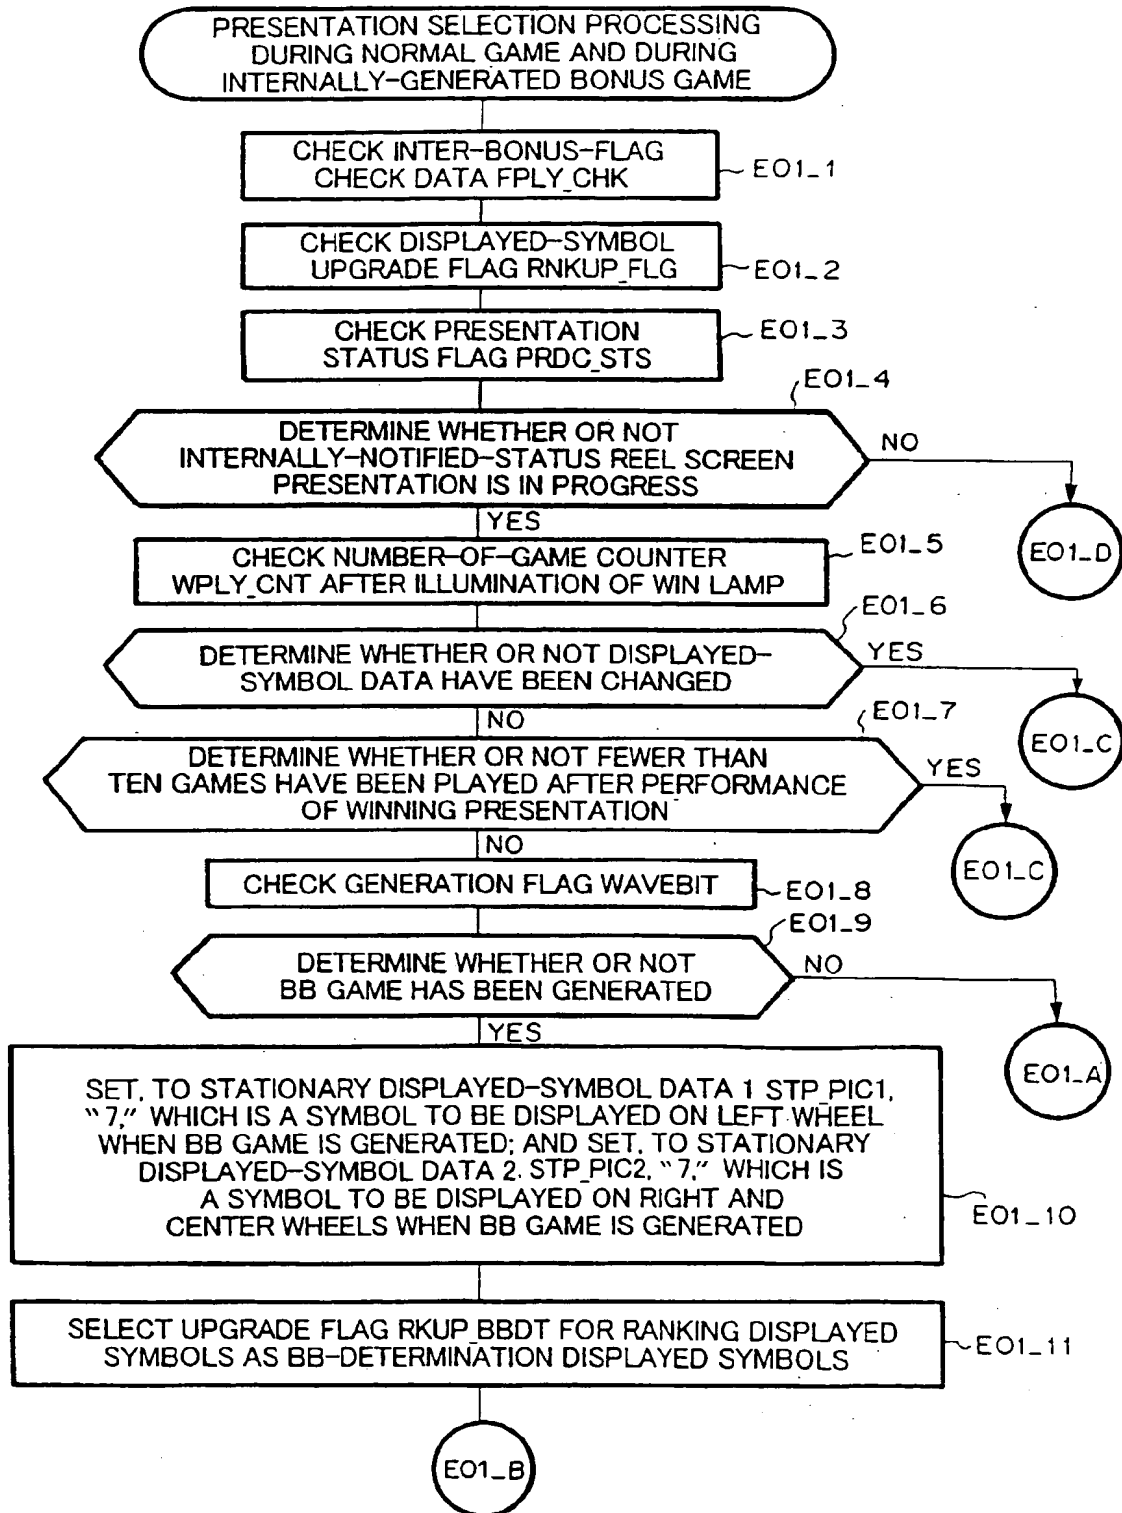 PRESENTATION SELECTION PROCESSING
DURING NORMAL GAME AND DURING
INTERNALLY-GENERATED BONUS GAME
CHECK INTER-BONUS-FLAG
CHECK DATA FPLY_CHK
E01_1
CHECK DISPLAYED-SYMBOL
UPGRADE FLAG RNKUP_FLG
E01_2
CHECK PRESENTATION
STATUS FLAG PRDC_STS
E01_3
E01_4
DETERMINE WHETHER OR NOT
INTERNALLY-NOTIFIED-STATUS REEL SCREEN
PRESENTATION IS IN PROGRESS
NO
E01_D
YES
CHECK NUMBER-OF-GAME COUNTER
WPLY_CNT AFTER ILLUMINATION OF WIN LAMP
E01_5
E01_6
DETERMINE WHETHER OR NOT DISPLAYED-
SYMBOL DATA HAVE BEEN CHANGED
YES
E01_C
NO
E01_7
DETERMINE WHETHER OR NOT FEWER THAN
TEN GAMES HAVE BEEN PLAYED AFTER PERFORMANCE
OF WINNING PRESENTATION
YES
E01_C
NO
CHECK GENERATION FLAG WAVEBIT
E01_8
E01_9
DETERMINE WHETHER OR NOT
BB GAME HAS BEEN GENERATED
NO
E01_A
YES
SET, TO STATIONARY DISPLAYED-SYMBOL DATA 1 STP_PIC1,
"7," WHICH IS A SYMBOL TO BE DISPLAYED ON LEFT WHEEL
WHEN BB GAME IS GENERATED; AND SET, TO STATIONARY
DISPLAYED-SYMBOL DATA 2. STP_PIC2, "7," WHICH IS
A SYMBOL TO BE DISPLAYED ON RIGHT AND
CENTER WHEELS WHEN BB GAME IS GENERATED
E01_10
SELECT UPGRADE FLAG RKUP_BBDT FOR RANKING DISPLAYED
SYMBOLS AS BB-DETERMINATION DISPLAYED SYMBOLS
E01_11
E01_B